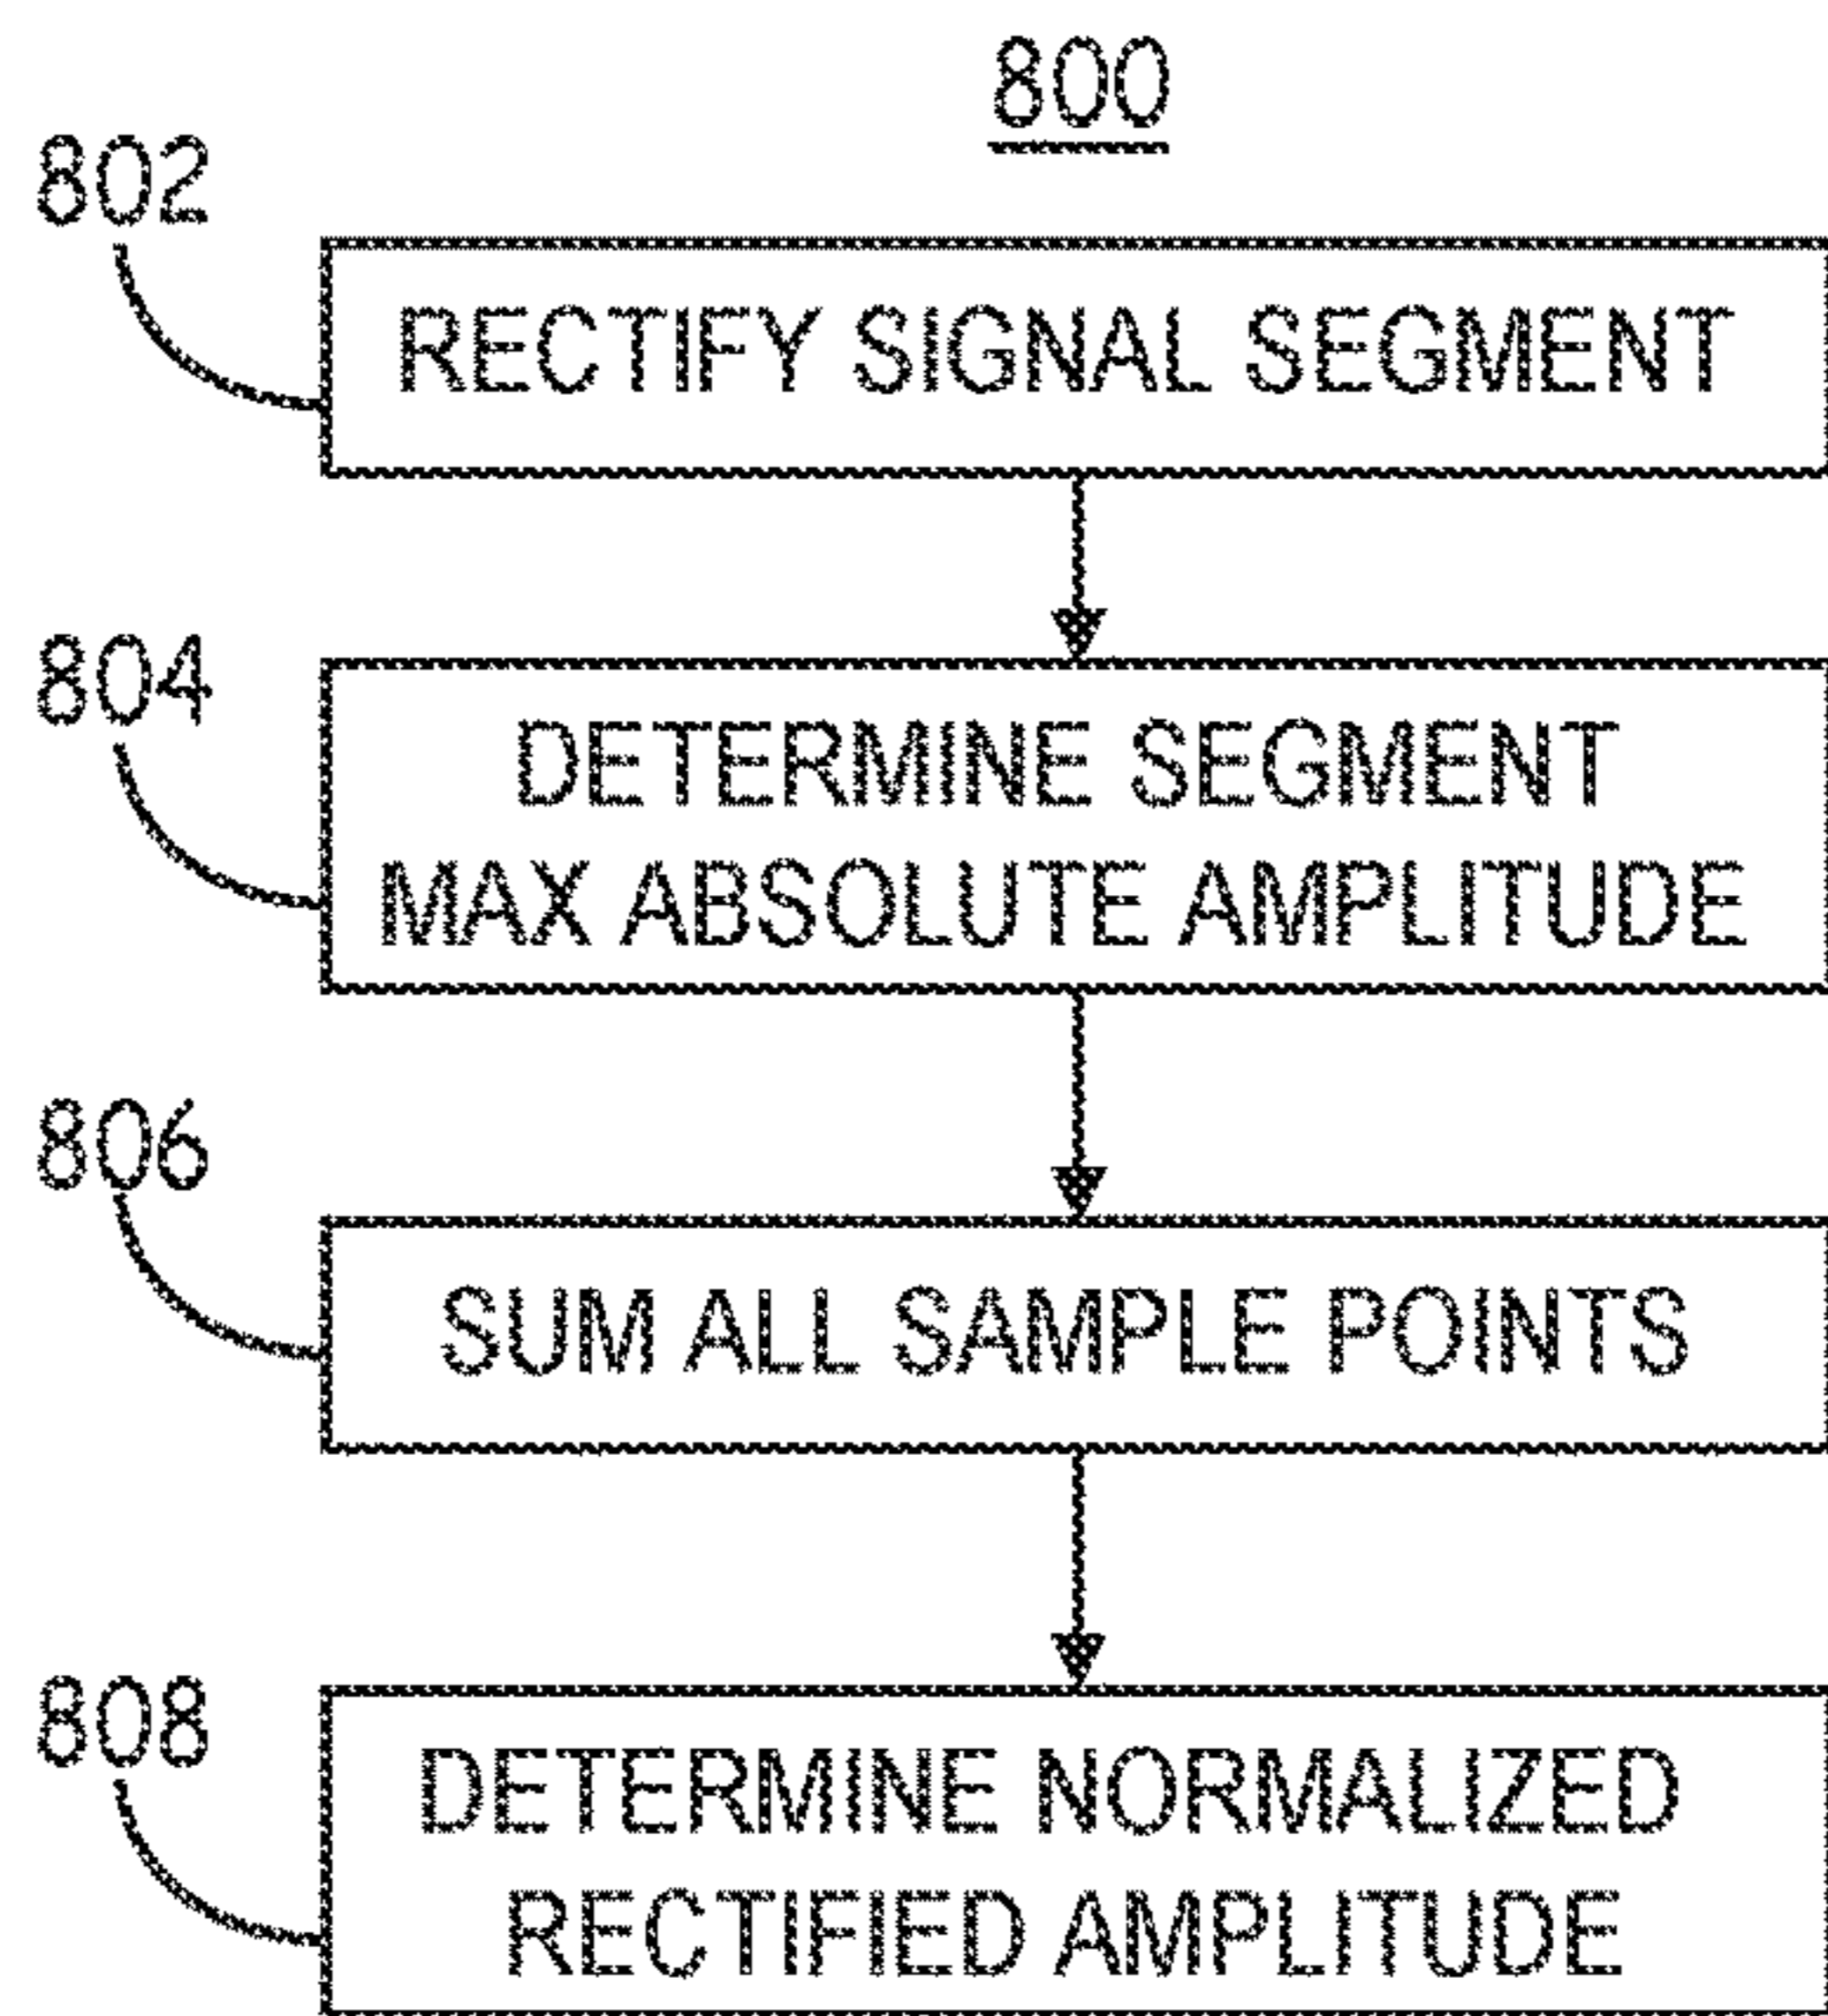 800
802
RECTIFY SIGNAL SEGMENT
804
DETERMINE SEGMENT
MAX ABSOLUTE AMPLITUDE
806
SUM ALL SAMPLE POINTS
808
DETERMINE NORMALIZED
RECTIFIED AMPLITUDE